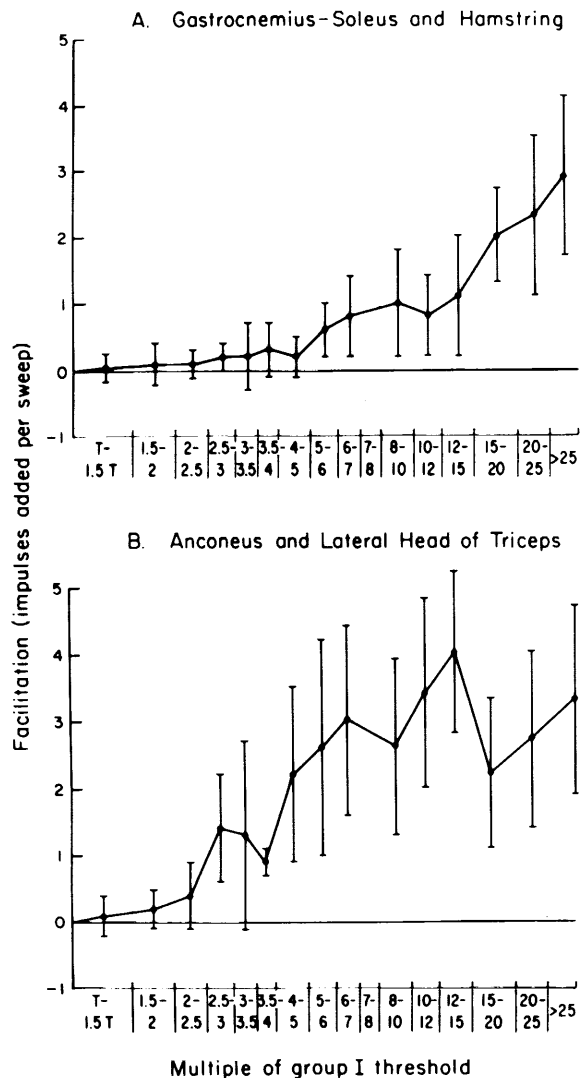 A. Gastrocnemius-Soleus and Hamstring
5
4
3
2
1
0
-1
T- 1.5- 2- 2.5- 3- 3.5- 4- 5- 6- 7- 8- 10- 12- 15- 20- >25
1.5 T 2 2.5 3 3.5 4 5 6 7 8 10 12 15 20 25
Facilitation (impulses added per sweep)
B. Anconeus and Lateral Head of Triceps
5
4
3
2
1
0
-1
T- 1.5- 2- 2.5- 3- 3.5- 4- 5- 6- 7- 8- 10- 12- 15- 20- >25
1.5 T 2 2.5 3 3.5 4 5 6 7 8 10 12 15 20 25
Multiple of group I threshold